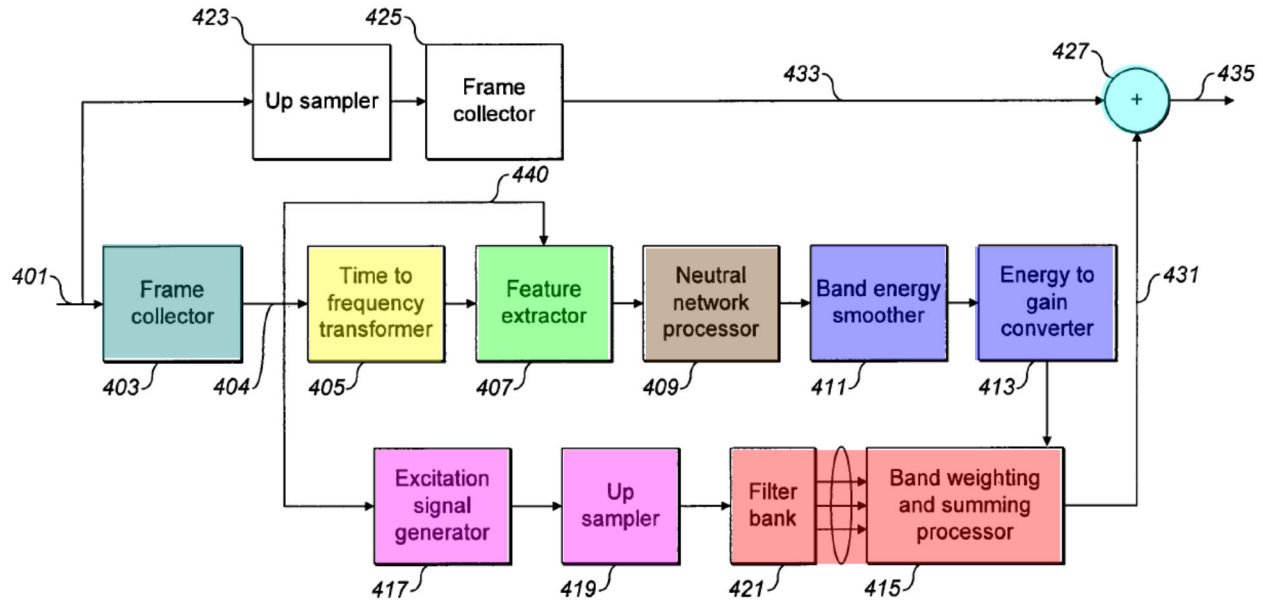 423
425
427
435
433
Up sampler
Frame
collector
+
440
401
431
Frame
collector
Time to
frequency
transformer
Feature
extractor
Neutral
network
processor
Band energy
smoother
Energy to
gain
converter
403
404
405
407
409
411
413
Excitation
signal
generator
Up
sampler
Filter
bank
Band weighting
and summing
processor
417
419
421
415